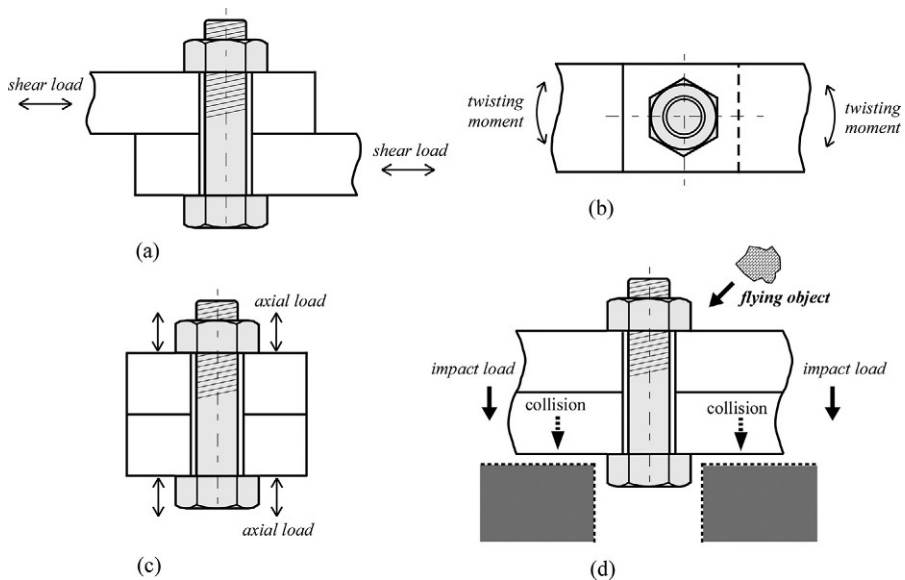 shear load
shear load
(a)
twisting
moment
twisting
moment
(b)
axial load
axial load
(c)
flying object
impact load
impact load
collision
collision
(d)